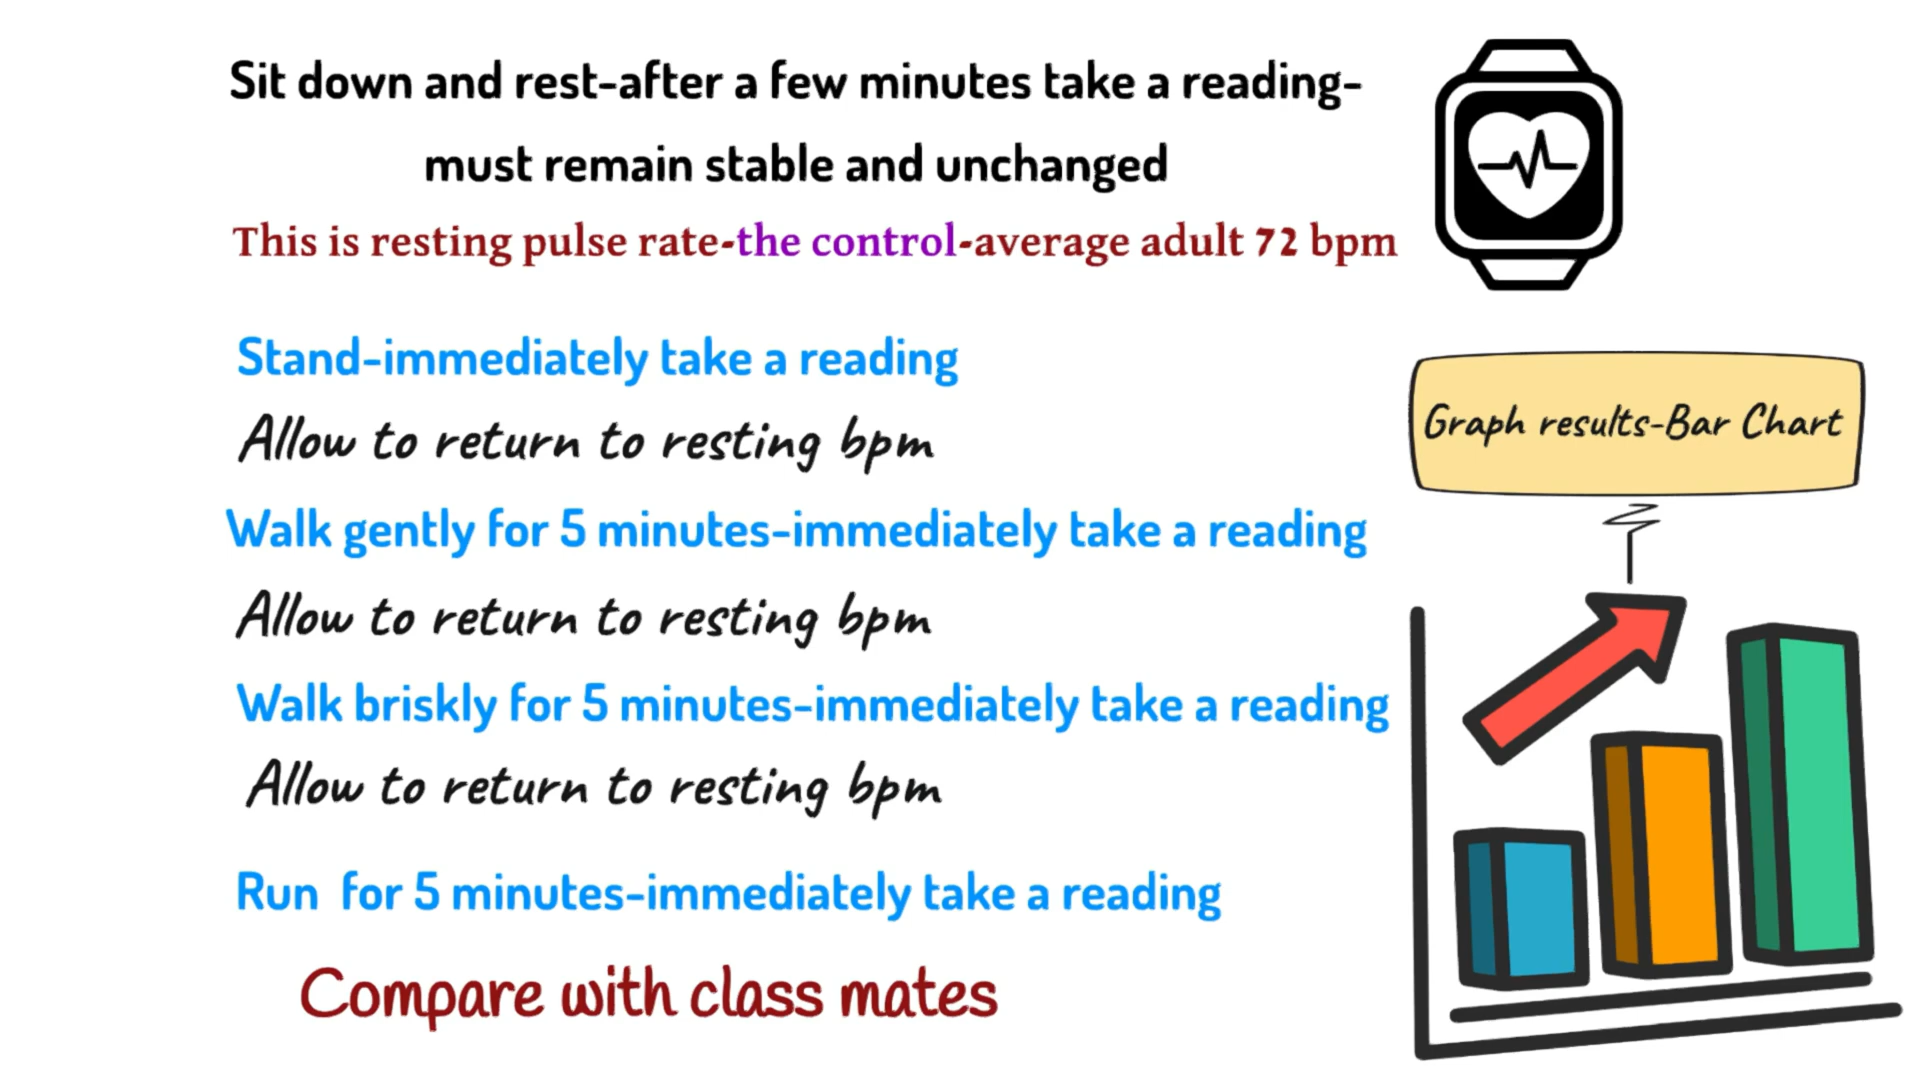 Sit down and rest-after a few minutes take a reading-
must remain stable and unchanged
This is resting pulse rate-the control-average adult 72 bpm
Stand-immediately take a reading
Allow to return to resting bpm
Walk gently for 5 minutes-immediately take a reading
Allow to return to resting bpm
Walk briskly for 5 minutes-immediately take a reading
Allow to return to resting bpm
Run for 5 minutes-immediately take a reading
Compare with class mates
Graph results-Bar Chart